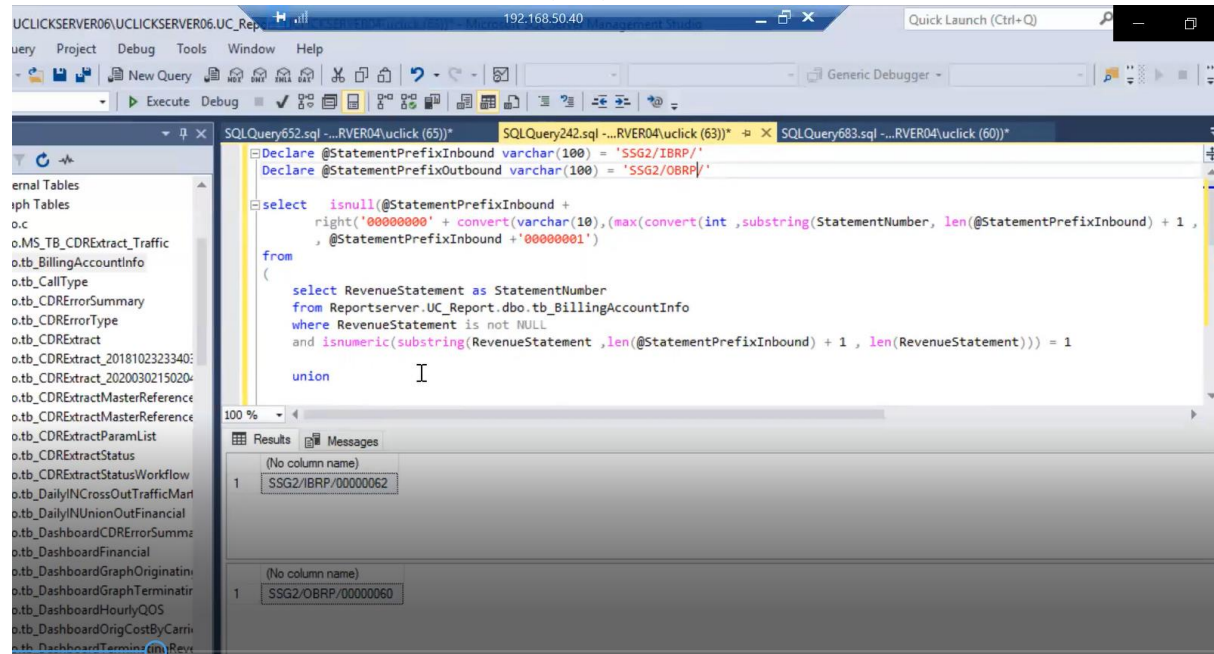 UCLICKSERVER06\UCLICKSERVER06.UC_Rep
192.168.50.40
Management Studio
Quick Launch (Ctrl+Q)
uery Project Debug Tools Window Help
New Query
Generic Debugger
Execute Debug
SQLQuery652.sql -...RVER04\uclick (65))*
SQLQuery242.sql -...RVER04\uclick (63))*
SQLQuery683.sql -...RVER04\uclick (60))*
ernal Tables
aph Tables
o.c
o.MS_TB_CDRExtract_Traffic
o.tb_BillingAccountInfo
o.tb_CallType
o.tb_CDRErrorSummary
o.tb_CDRErrorType
o.tb_CDRExtract
o.tb_CDRExtract_2018102323340
o.tb_CDRExtract_2020030215020
o.tb_CDRExtractMasterReference
o.tb_CDRExtractMasterReference
o.tb_CDRExtractParamList
o.tb_CDRExtractStatus
o.tb_CDRExtractStatusWorkflow
o.tb_DailyINCrossOutTrafficMar
o.tb_DailyINUnionOutFinancial
o.tb_DashboardCDRErrorSumma
o.tb_DashboardFinancial
o.tb_DashboardGraphOriginatin
o.tb_DashboardGraphTerminatin
o.tb_DashboardHourlyQOS
o.tb_DashboardOrigCostByCarri
o.tb_DashboardTerminatingReve
Declare @StatementPrefixInbound varchar(100) = 'SSG2/IBRP/'
Declare @StatementPrefixOutbound varchar(100) = 'SSG2/OBRP/'
select isnull(@StatementPrefixInbound +
right('00000000' + convert(varchar(10),(max(convert(int ,substring(StatementNumber, len(@StatementPrefixInbound) + 1 ,
, @StatementPrefixInbound +'00000001')
from
(
select RevenueStatement as StatementNumber
from Reportserver.UC_Report.dbo.tb_BillingAccountInfo
where RevenueStatement is not NULL
and isnumeric(substring(RevenueStatement ,len(@StatementPrefixInbound) + 1 , len(RevenueStatement))) = 1
union
100 %
Results Messages
(No column name)
1 SSG2/IBRP/00000062
(No column name)
1 SSG2/OBRP/00000060